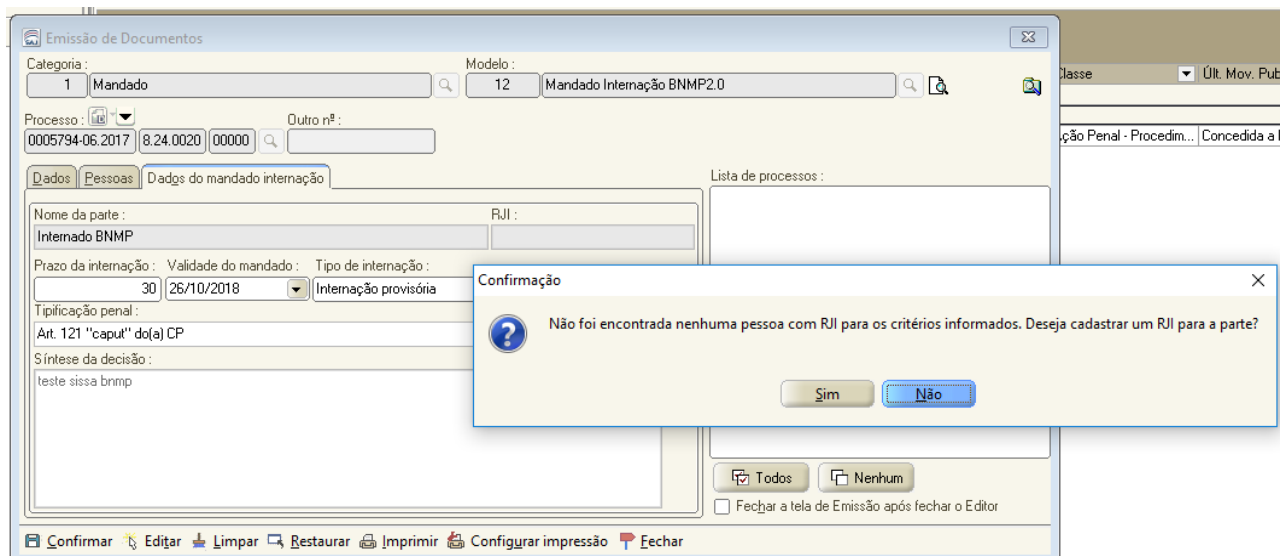 Emissão de Documentos
Categoria :
Modelo :
1 Mandado
12 Mandado Internação BNMP2.0
Classe
Últ. Mov. Pub
Processo :
Outro nº :
0005794-06.2017 8.24.0020 00000
ção Penal - Procedim... Concedida a
Dados Pessoas Dados do mandado internação
Lista de processos :
Nome da parte :
RJI :
Internado BNMP
Prazo da internação :
Validade do mandado :
Tipo de internação :
30 26/10/2018 Internação provisória
Tipificação penal :
Art. 121 "caput" do(a) CP
Síntese da decisão :
teste sissa bnmp
Confirmação
Não foi encontrada nenhuma pessoa com RJI para os critérios informados. Deseja cadastrar um RJI para a parte?
Sim Não
Todos Nenhum
Fechar a tela de Emissão após fechar o Editor
Confirmar Editar Limpar Restaurar Imprimir Configurar impressão Fechar